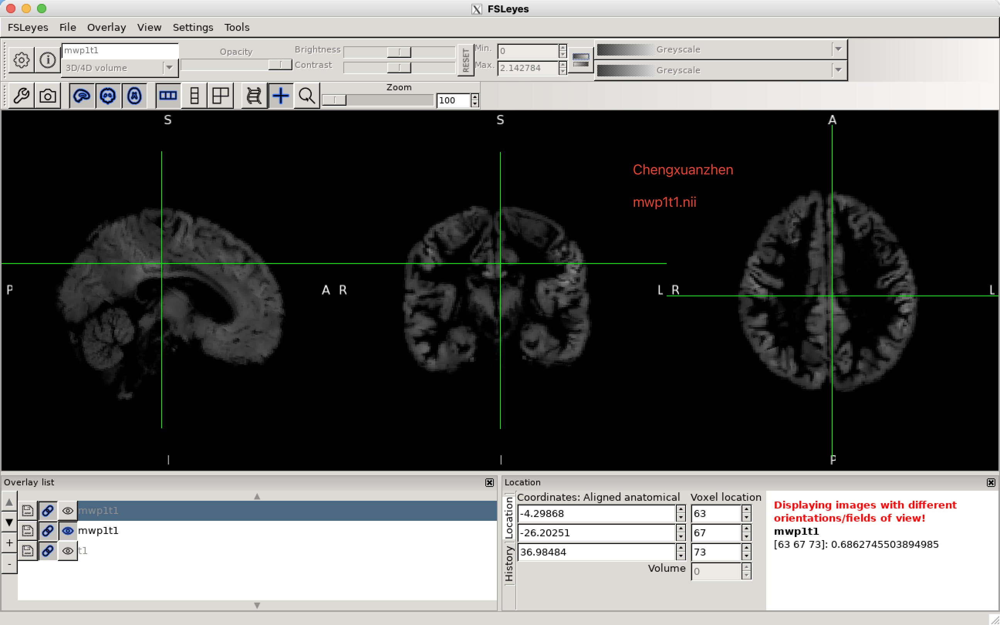 FSLeyes
FSLeyes File Overlay View Settings Tools
mwp1t1
3D/4D volume
Opacity
Brightness
Contrast
RESET
Min.
0
Max.
2.142784
Greyscale
Greyscale
Zoom
100
S
S
A
Chengxuanzhen
mwp1t1.nii
P
A
R
L
R
L
I
I
P
Overlay list
mwp1t1
mwp1t1
t1
+
-
Location
Location
History
Coordinates: Aligned anatomical
Voxel location
-4.29868
63
-26.20251
67
36.98484
73
Volume
0
Displaying images with different
orientations/fields of view!
mwp1t1
[63 67 73]: 0.6862745503894985